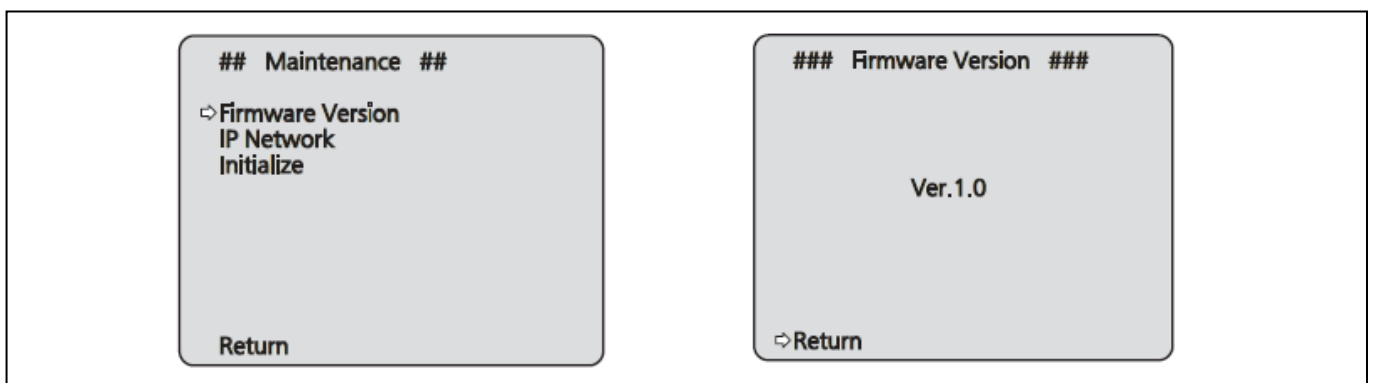 ## Maintenance ##
⇨Firmware Version
IP Network
Initialize
Return
### Firmware Version ###
Ver.1.0
⇨Return